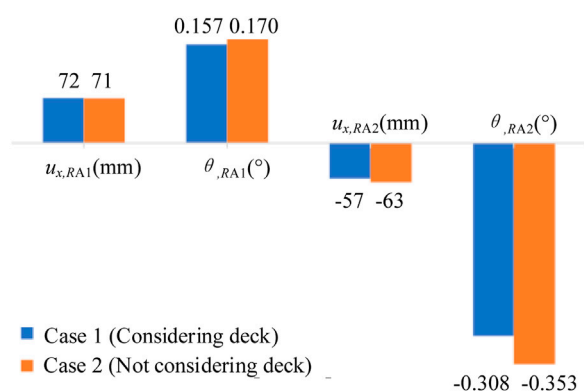 0.157 0.170
72 71
u_x,RA2(mm) θ_,RA2(°)
u_x,RA1(mm) θ_,RA1(°)
-57 -63
Case 1 (Considering deck)
Case 2 (Not considering deck)
-0.308 -0.353